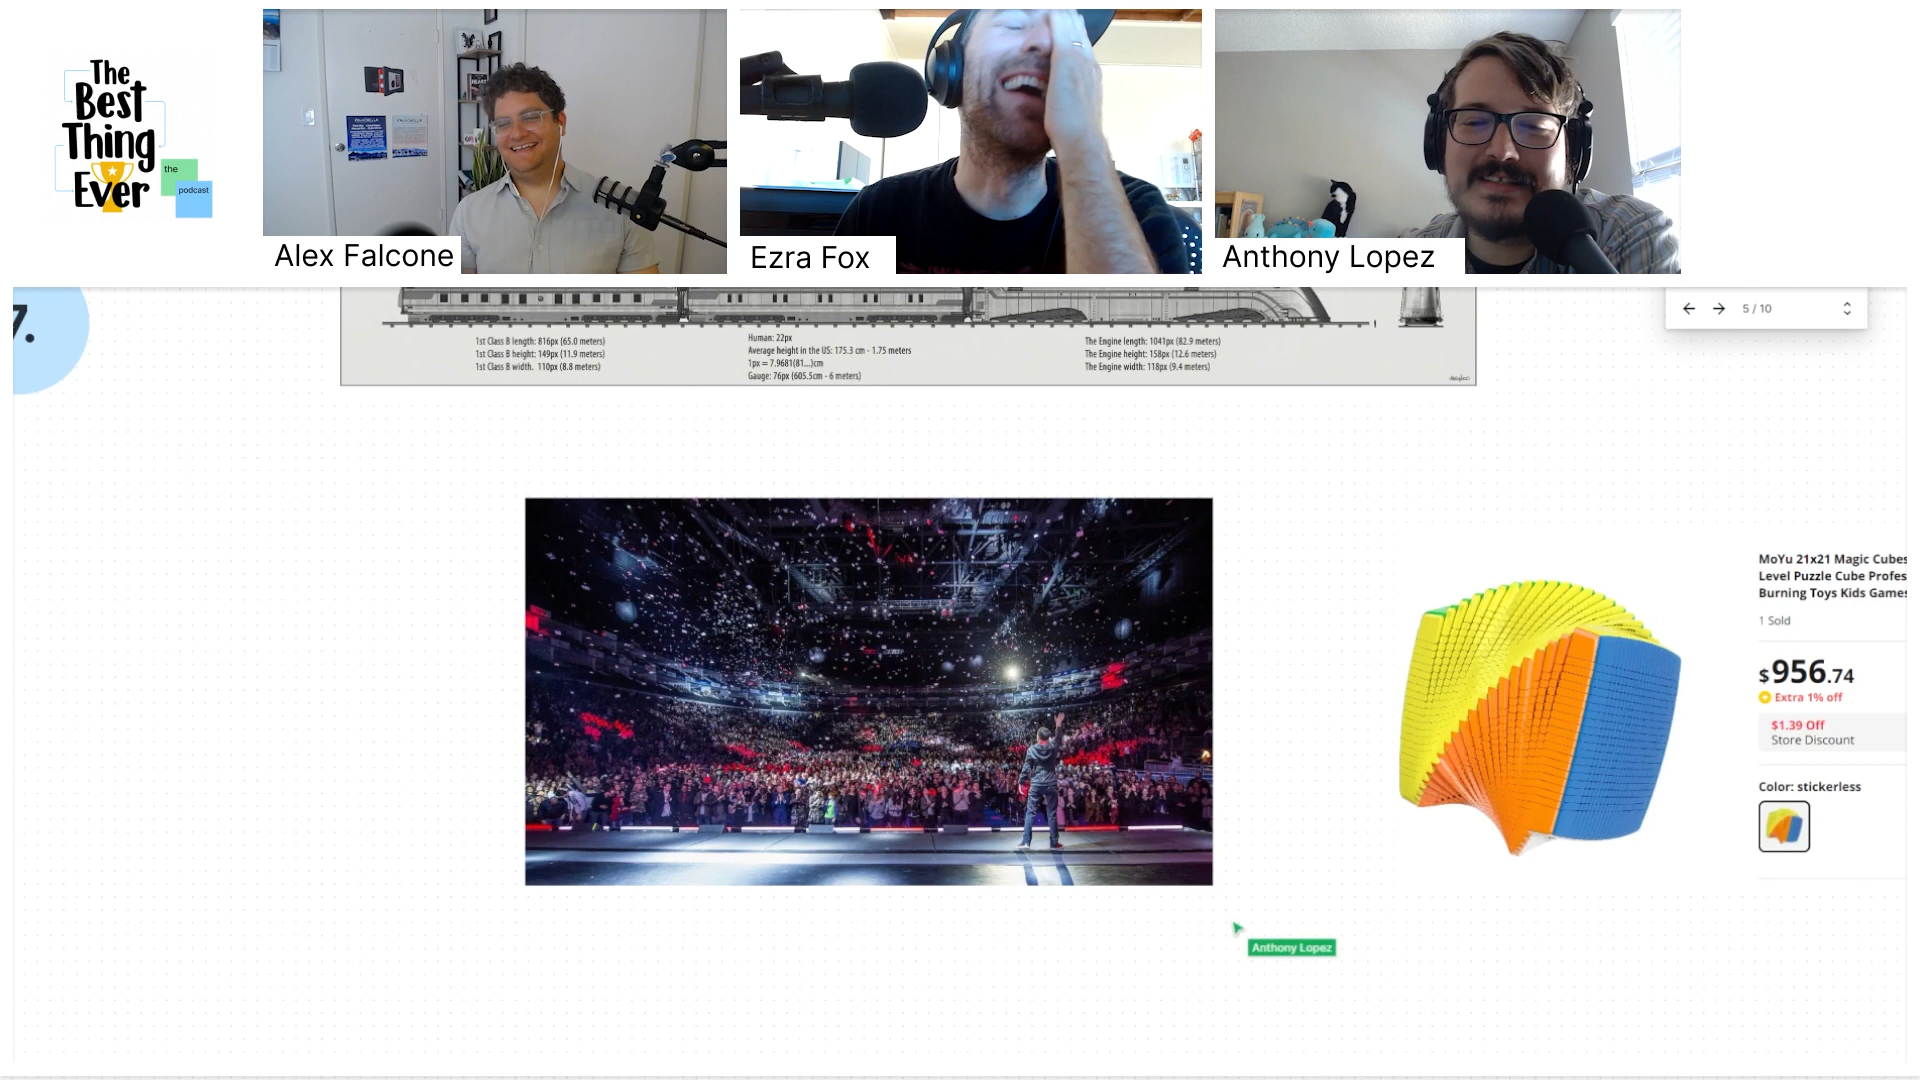 The
Best
Thing
Ever
the
podcast
Alex Falcone
Ezra Fox
Anthony Lopez
7.
1st Class B length: 816px (65.0 meters)
1st Class B height: 149px (11.9 meters)
1st Class B width. 110px (8.8 meters)
Human: 22px
Average height in the US: 175.3 cm - 1.75 meters
1px = 7.9681(81...)cm
Gauge: 76px (605.5cm - 6 meters)
The Engine length: 1041px (82.9 meters)
The Engine height: 158px (12.6 meters)
The Engine width: 118px (9.4 meters)
5 / 10
MoYu 21x21 Magic Cubes
Level Puzzle Cube Profes
Burning Toys Kids Games
1 Sold
$956.74
Extra 1% off
$1.39 Off
Store Discount
Color: stickerless
Anthony Lopez